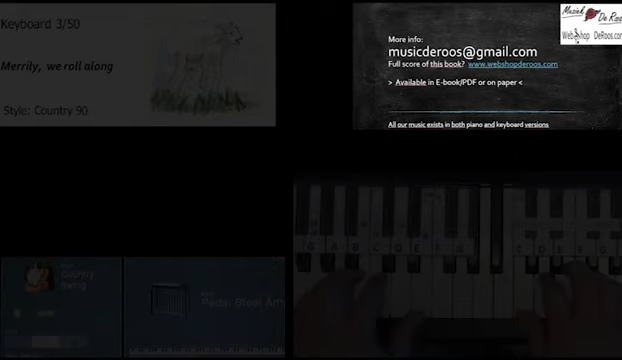 Keyboard 3/50
Merrily, we roll along
Style: Country 90
More info:
musicderoos@gmail.com
Full score of this book? www.webshopderoos.com
> Available in E-book/PDF or on paper <
All our music exists in both piano and keyboard versions
Musiek De Roos
Webshop DeRoos.com
Country
Swing
Pedal Steel
G A B C D E F G
C D E F G